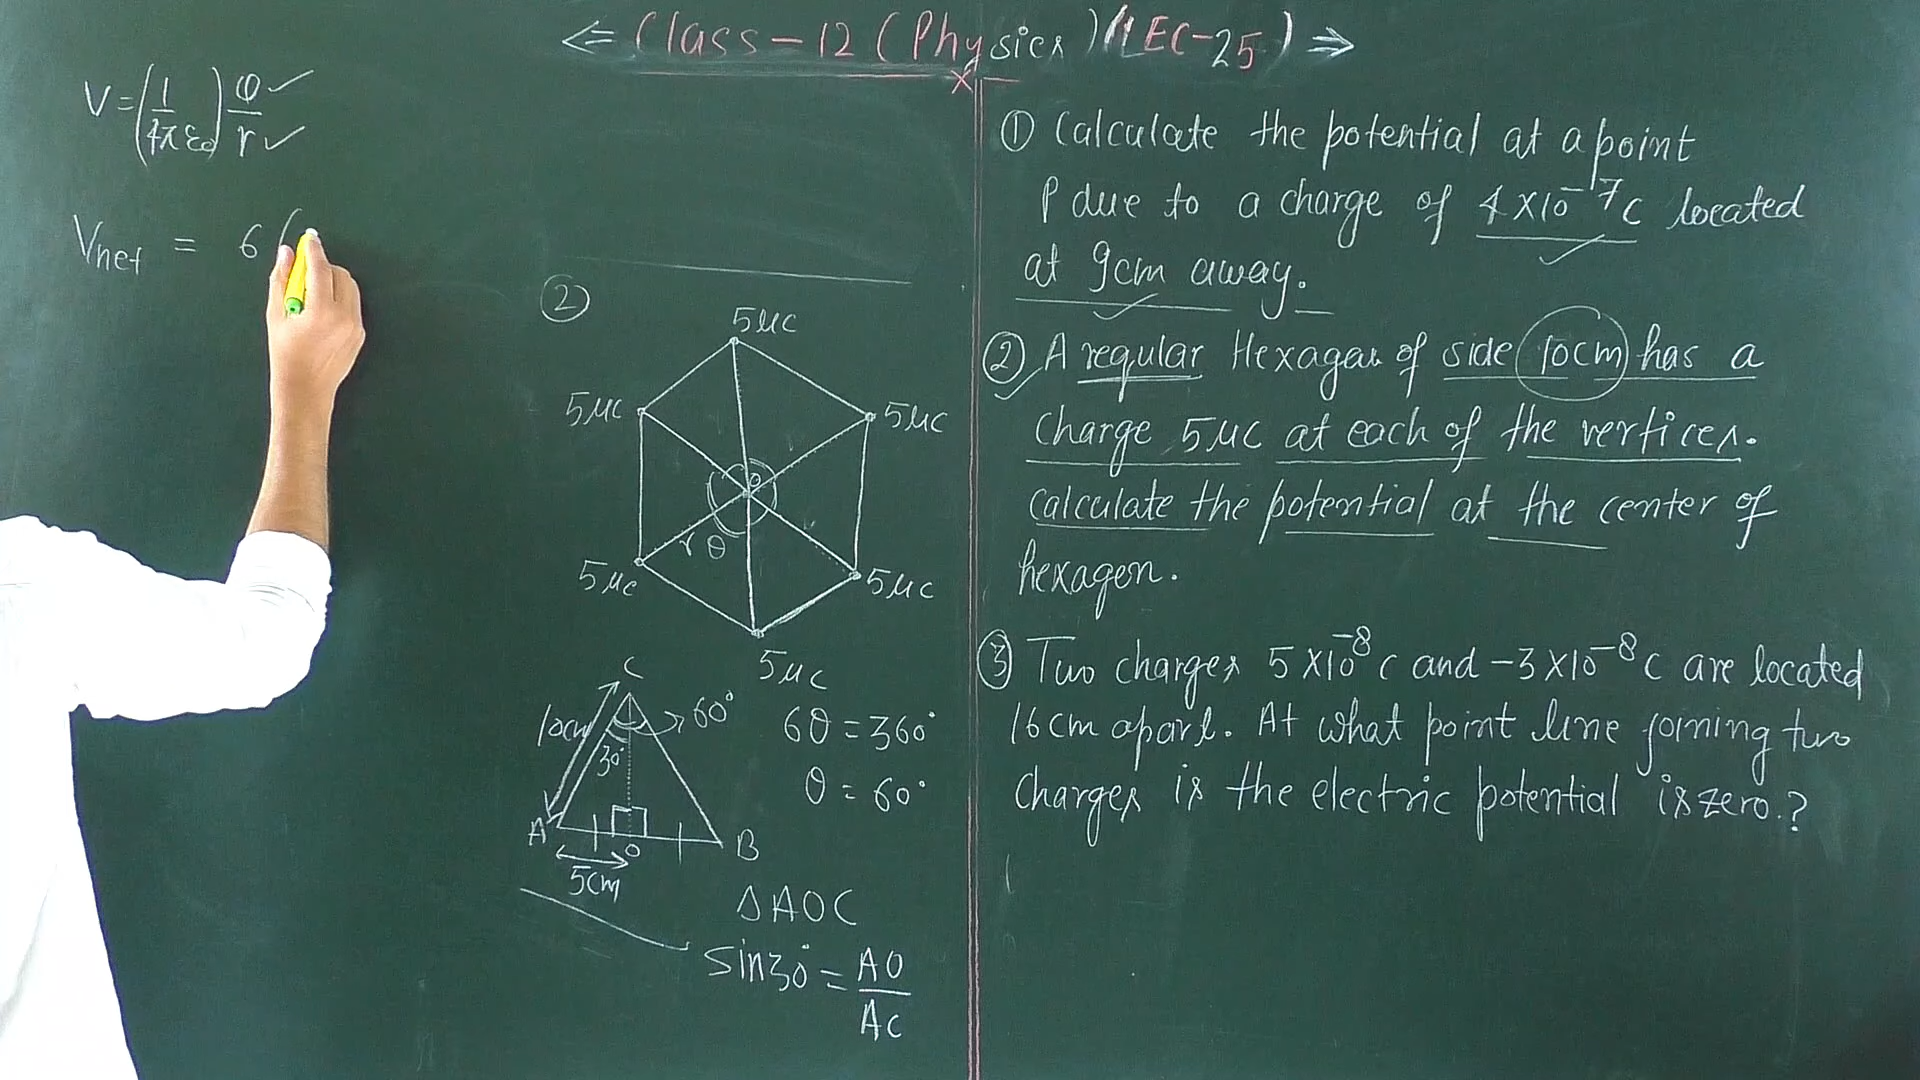 ⇐ Class-12 (Physics) (LEC-25) ⇒
V = (1/4πε₀) Q/r
Vnet = 6 (
②
5μC
5μC
5μC
θ
r θ
5μC
5μC
5μC
C
10cm
60°
30°
A
O
B
5cm
6θ = 360°
θ = 60°
ΔAOC
Sin30° = AO/AC
① Calculate the potential at a point
P due to a charge of 4×10⁻⁷C located
at 9cm away.
② A regular Hexagon of side 10cm has a
charge 5μC at each of the vertices.
calculate the potential at the center of
hexagon.
③ Two charges 5×10⁻⁸C and -3×10⁻⁸C are located
16cm apart. At what point line joining two
charges is the electric potential is zero.?